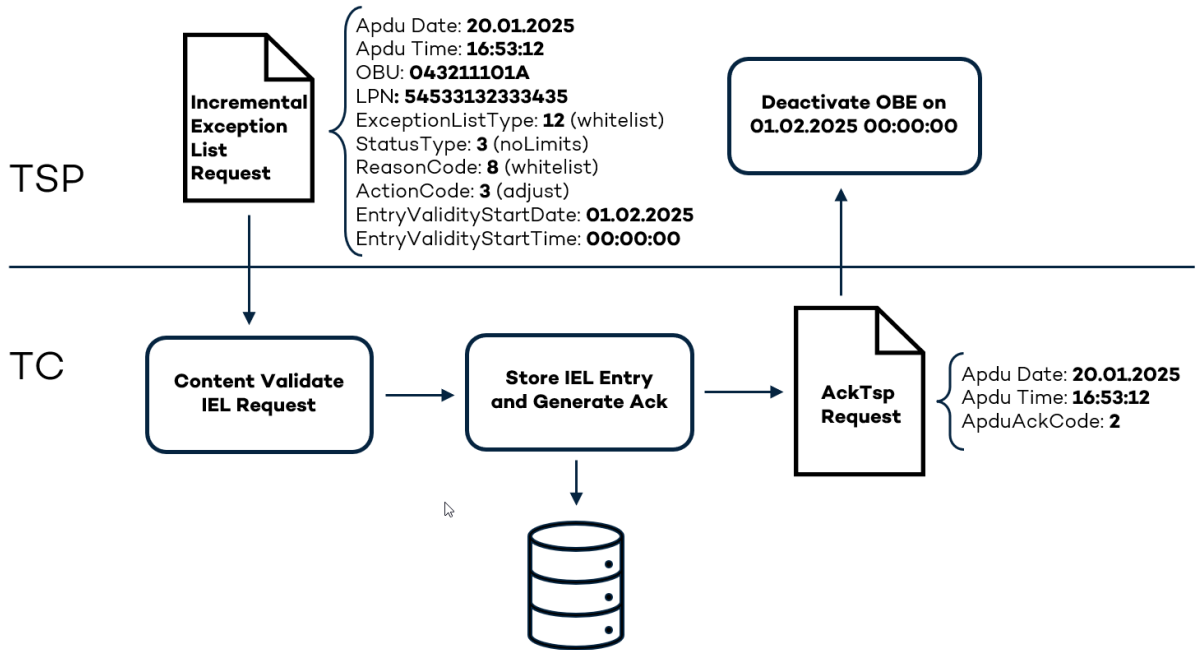 Apdu Date: 20.01.2025
Apdu Time: 16:53:12
OBU: 043211101A
LPN: 54533132333435
ExceptionListType: 12 (whitelist)
StatusType: 3 (noLimits)
ReasonCode: 8 (whitelist)
ActionCode: 3 (adjust)
EntryValidityStartDate: 01.02.2025
EntryValidityStartTime: 00:00:00
Incremental
Exception
List
Request
Deactivate OBE on
01.02.2025 00:00:00
TSP
TC
Content Validate
IEL Request
Store IEL Entry
and Generate Ack
AckTsp
Request
Apdu Date: 20.01.2025
Apdu Time: 16:53:12
ApduAckCode: 2